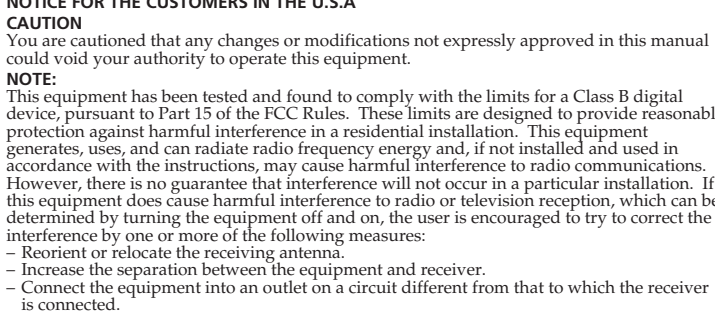 NOTICE FOR THE CUSTOMERS IN THE U.S.A
CAUTION
You are cautioned that any changes or modifications not expressly approved in this manual
could void your authority to operate this equipment.
NOTE:
This equipment has been tested and found to comply with the limits for a Class B digital
device, pursuant to Part 15 of the FCC Rules.  These limits are designed to provide reasonabl
protection against harmful interference in a residential installation.  This equipment
generates, uses, and can radiate radio frequency energy and, if not installed and used in
accordance with the instructions, may cause harmful interference to radio communications.
However, there is no guarantee that interference will not occur in a particular installation.  If
this equipment does cause harmful interference to radio or television reception, which can be
determined by turning the equipment off and on, the user is encouraged to try to correct the
interference by one or more of the following measures:
– Reorient or relocate the receiving antenna.
– Increase the separation between the equipment and receiver.
– Connect the equipment into an outlet on a circuit different from that to which the receiver
is connected.